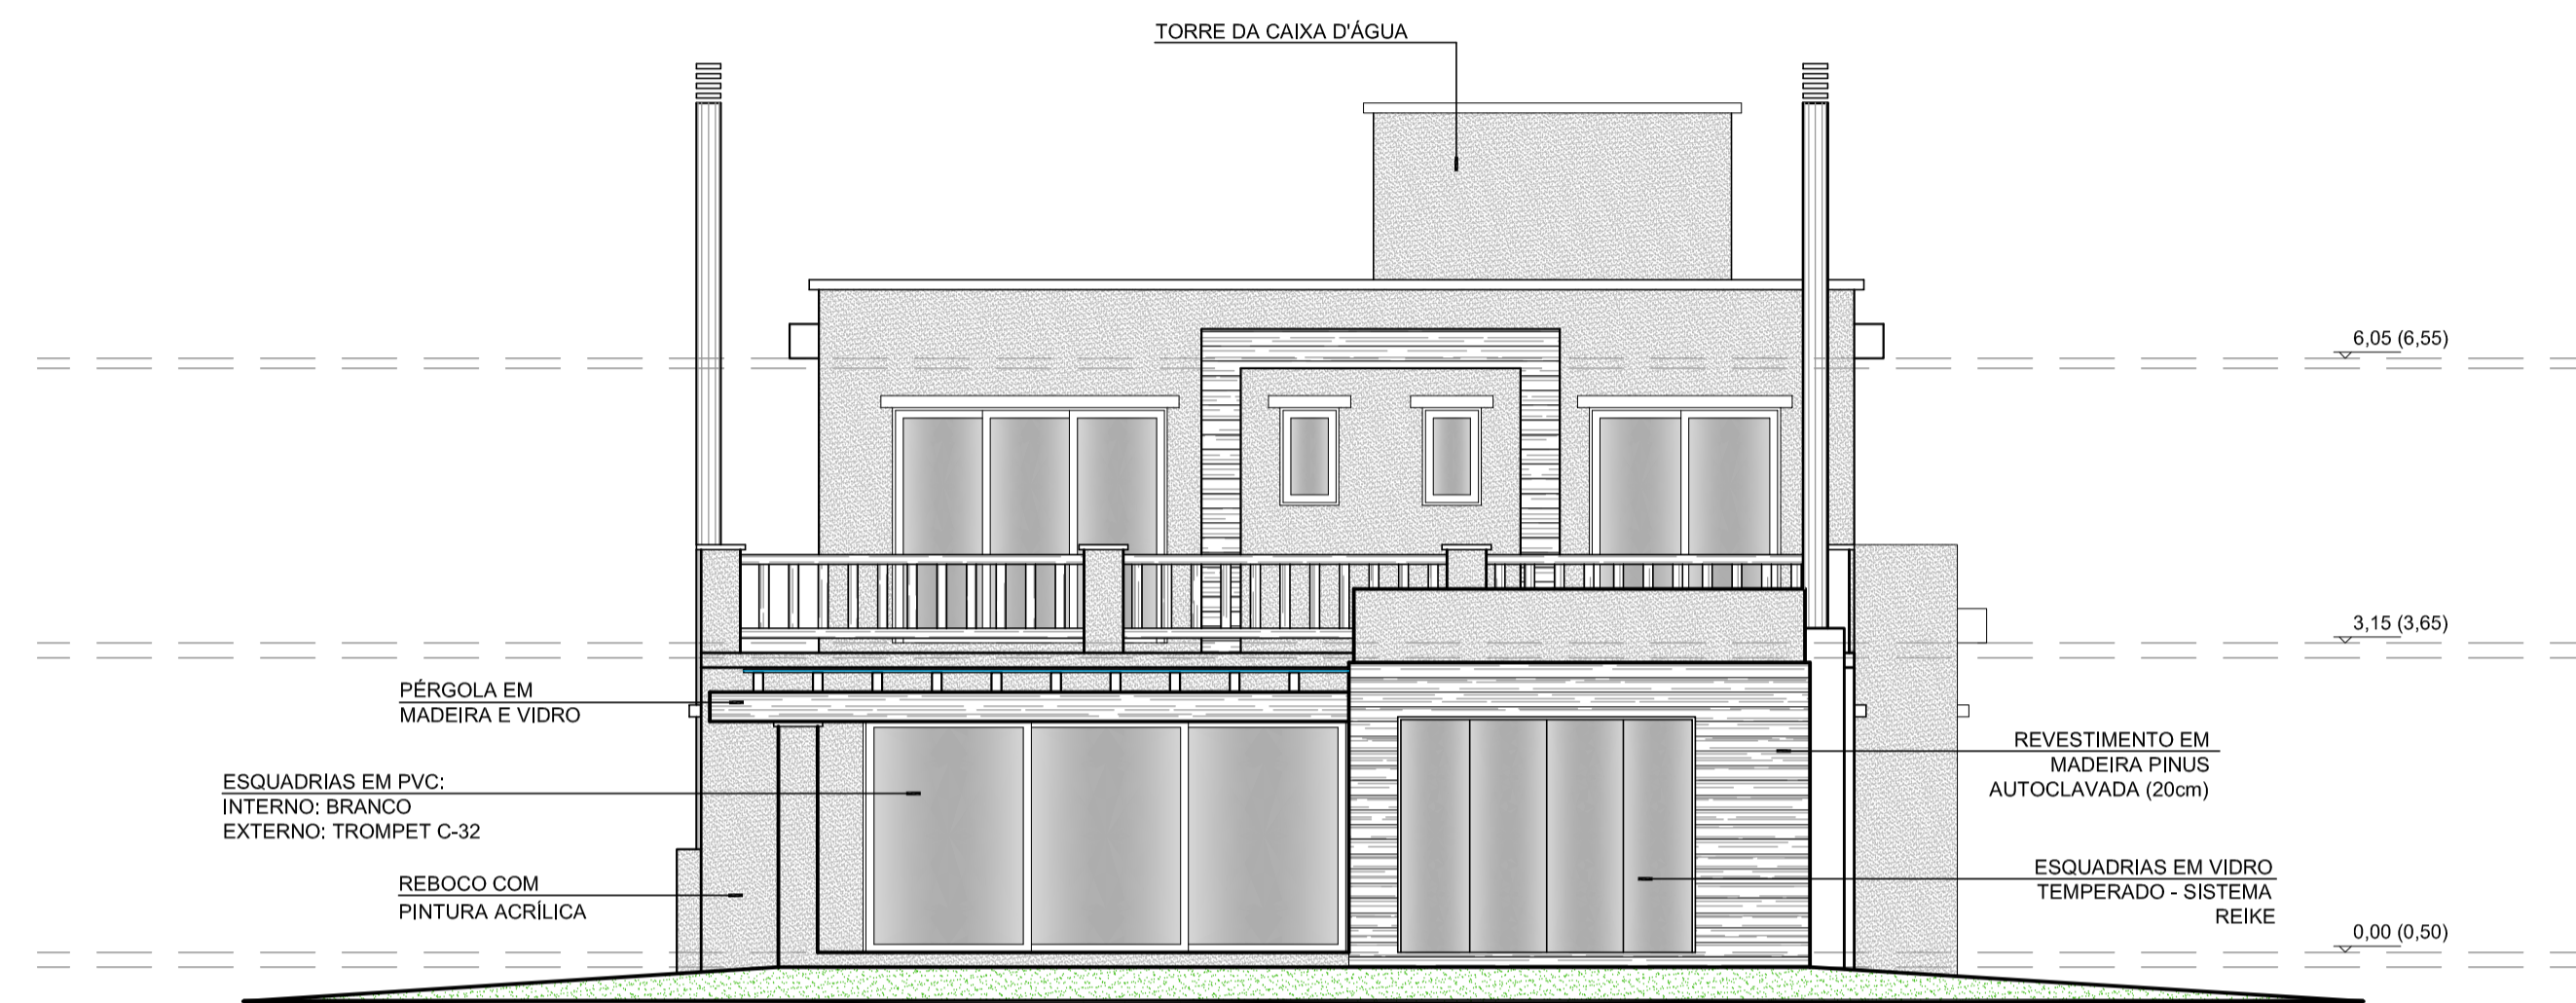 TORRE DA CAIXA D'ÁGUA
6,05 (6,55)
3,15 (3,65)
PÉRGOLA EM
MADEIRA E VIDRO
REVESTIMENTO EM
MADEIRA PINUS
AUTOCLAVADA (20cm)
ESQUADRIAS EM PVC:
INTERNO: BRANCO
EXTERNO: TROMPET C-32
ESQUADRIAS EM VIDRO
TEMPERADO - SISTEMA
REIKE
REBOCO COM
PINTURA ACRÍLICA
0,00 (0,50)